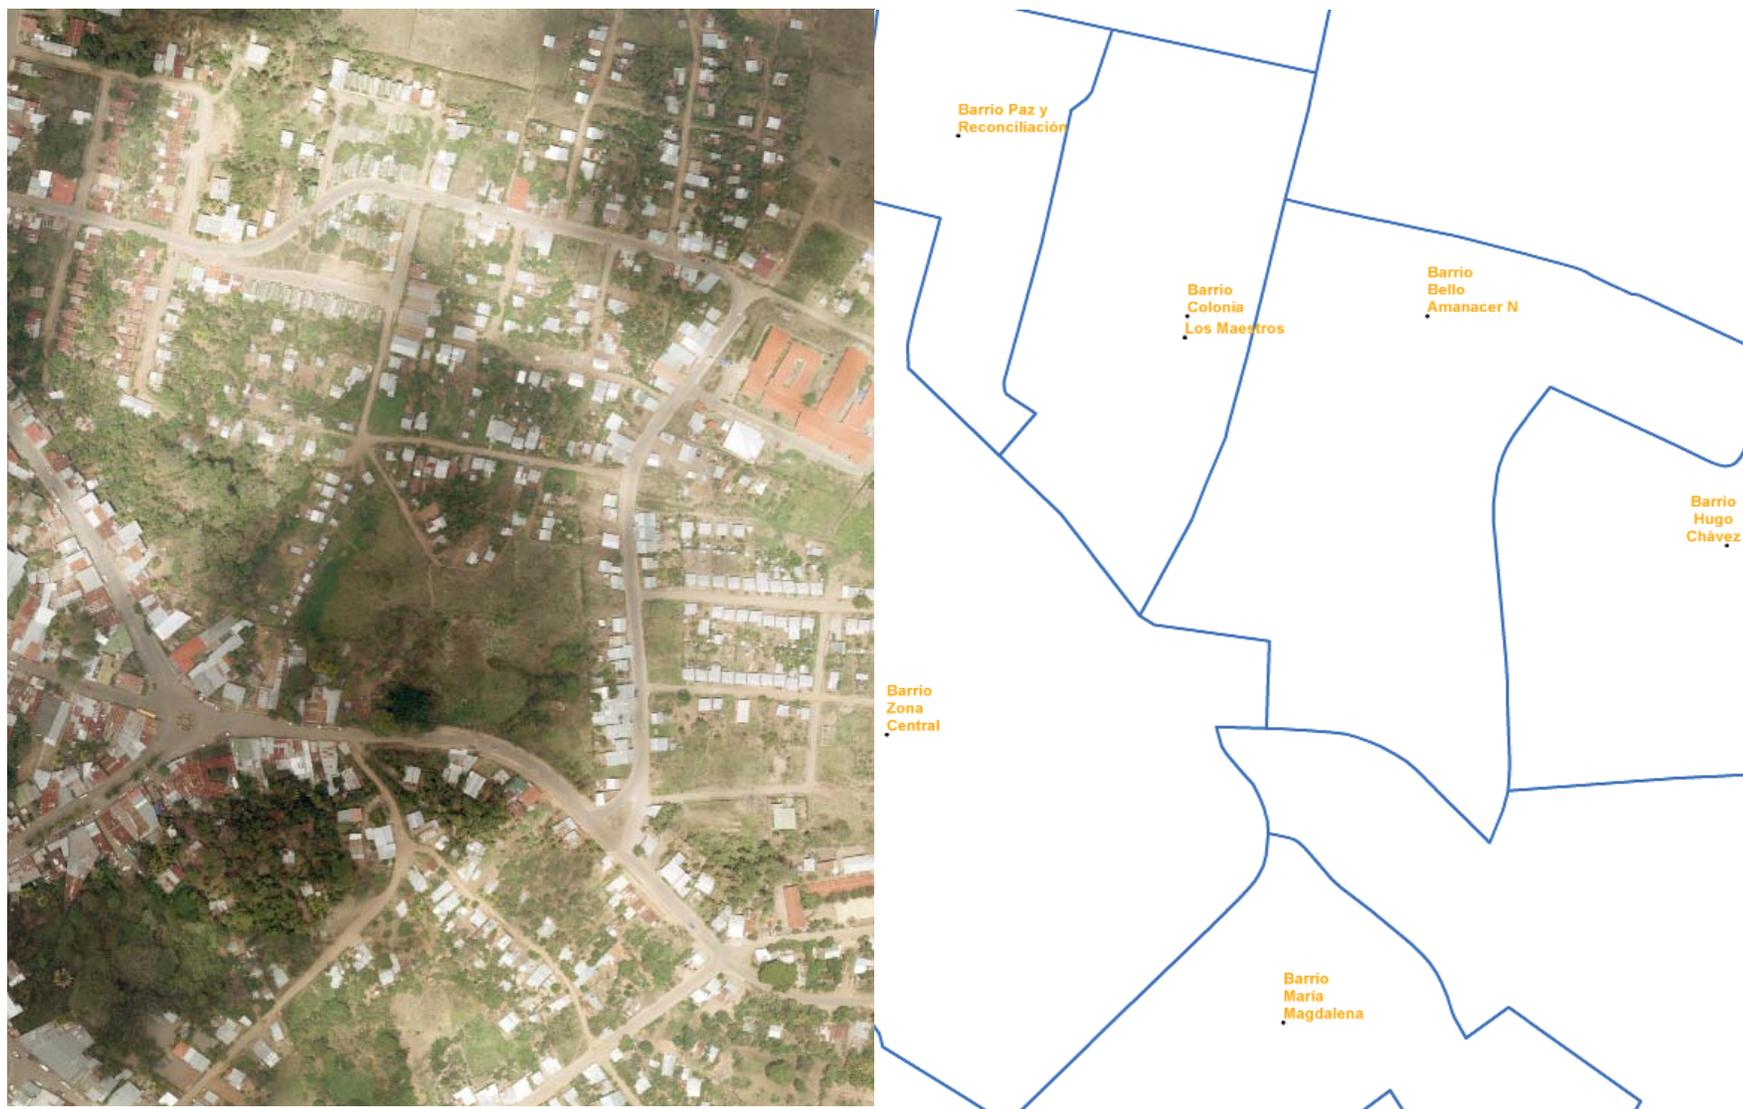 Barrio Paz y
Reconciliación
Barrio
Colonia
Los Maestros
Barrio
Bello
Amanacer N
Barrio
Hugo
Chávez
Barrio
Zona
Central
Barrio
María
Magdalena